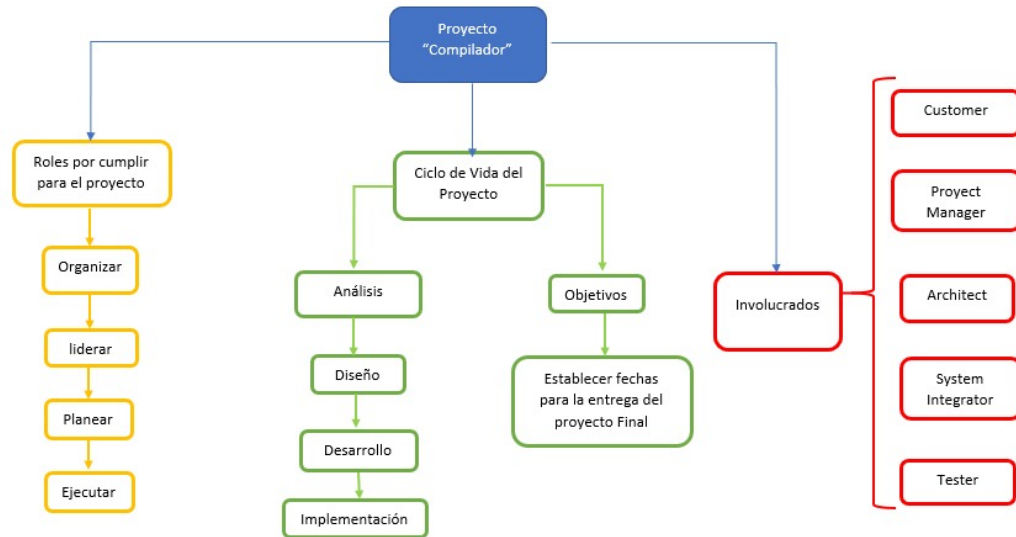 Proyecto
“Compilador”
Roles por cumplir
para el proyecto
Organizar
liderar
Planear
Ejecutar
Ciclo de Vida del
Proyecto
Análisis
Diseño
Desarrollo
Implementación
Objetivos
Establecer fechas
para la entrega del
proyecto Final
Involucrados
Customer
Proyect
Manager
Architect
System
Integrator
Tester